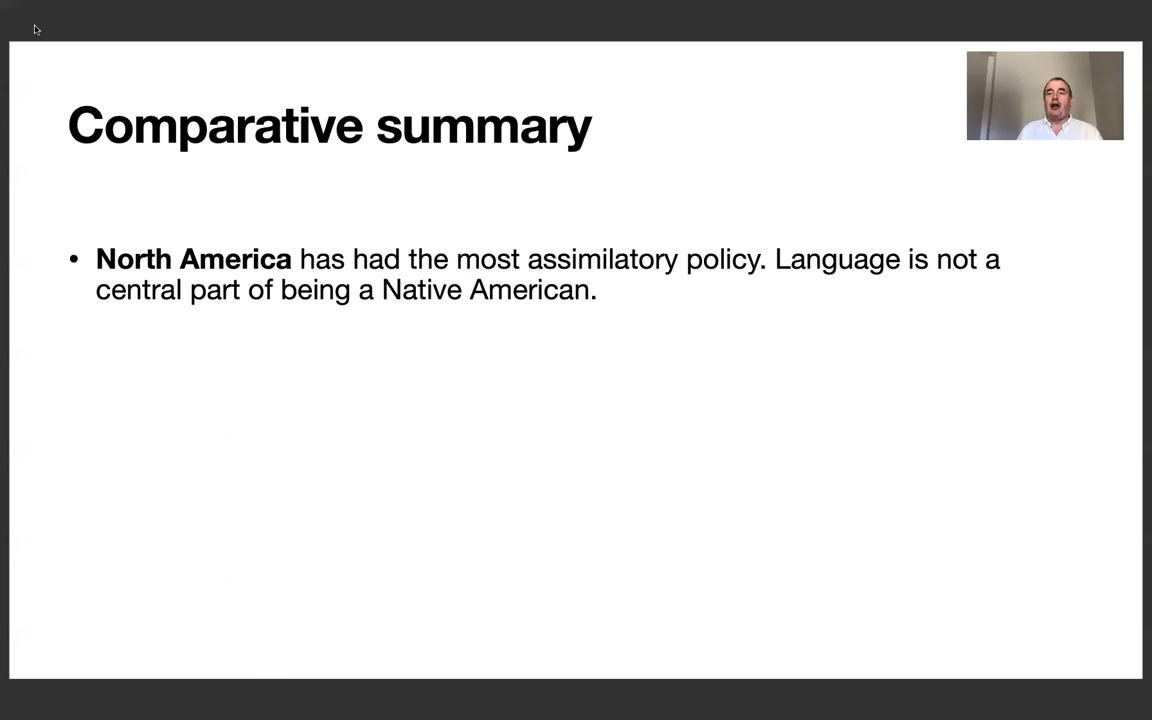 Comparative summary
• North America has had the most assimilatory policy. Language is not a
central part of being a Native American.